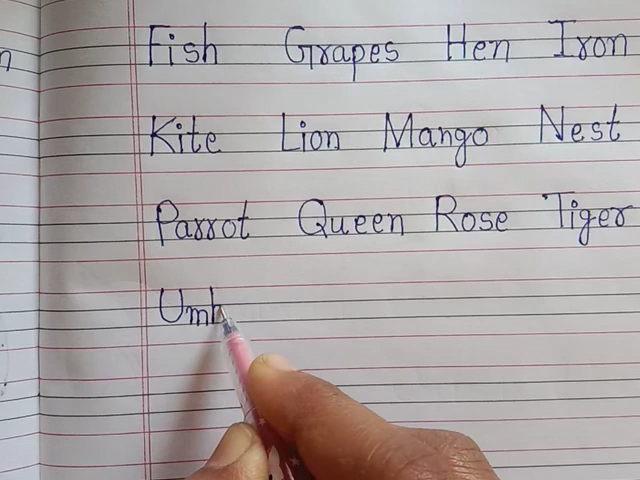 n
Fish Grapes Hen Iron
Kite Lion Mango Nest
Parrot Queen Rose Tiger
Umb